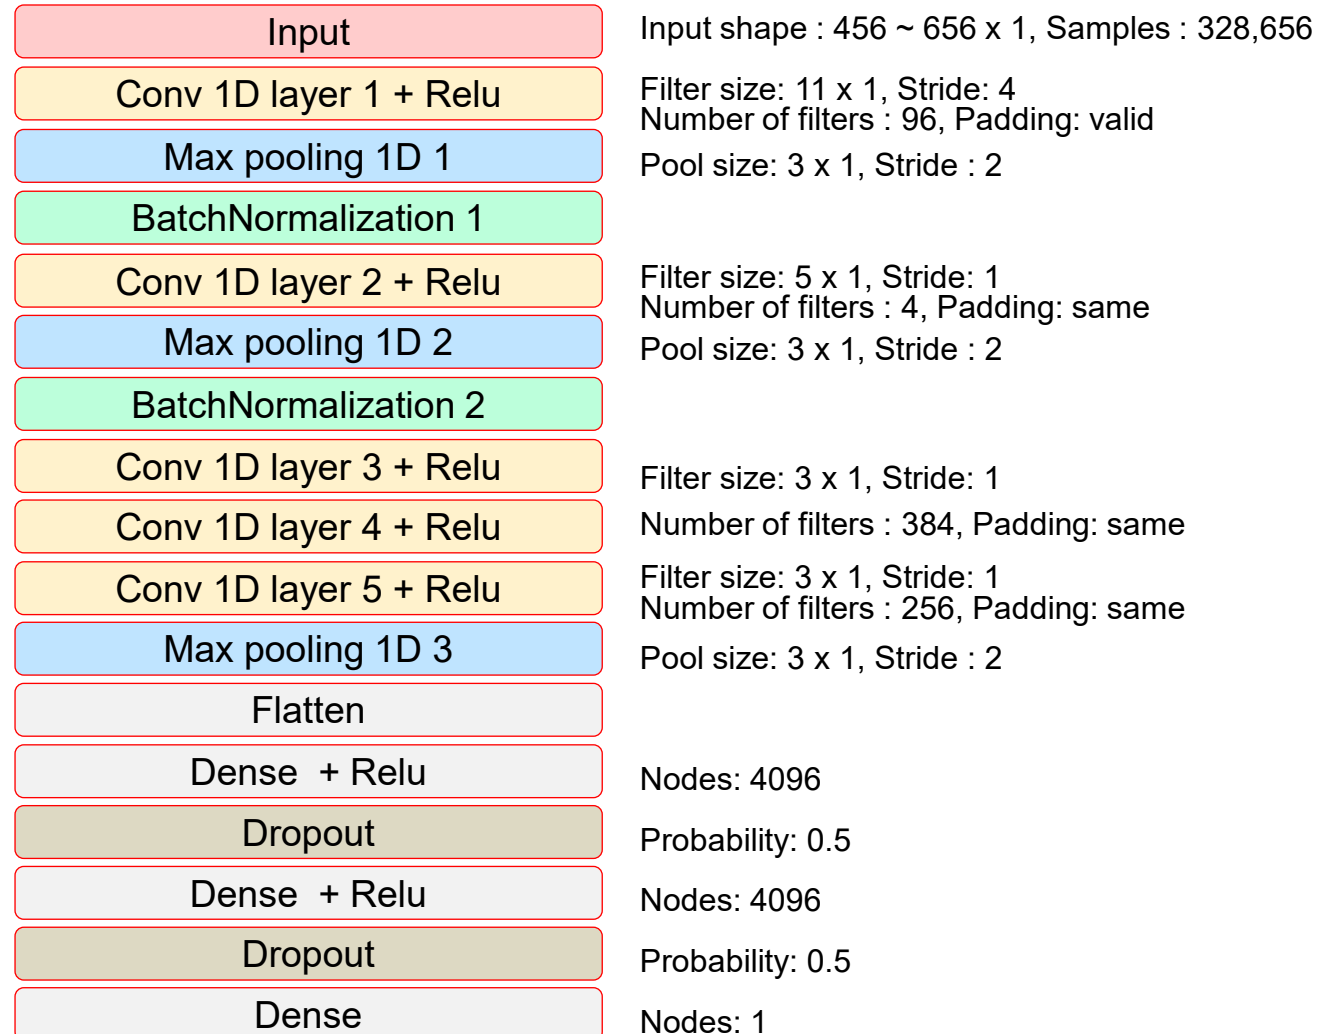 Input
Input shape : 456 ~ 656 x 1, Samples : 328,656
Conv 1D layer 1 + Relu
Filter size: 11 x 1, Stride: 4
Number of filters : 96, Padding: valid
Max pooling 1D 1
Pool size: 3 x 1, Stride : 2
BatchNormalization 1
Conv 1D layer 2 + Relu
Filter size: 5 x 1, Stride: 1
Number of filters : 4, Padding: same
Max pooling 1D 2
Pool size: 3 x 1, Stride : 2
BatchNormalization 2
Conv 1D layer 3 + Relu
Filter size: 3 x 1, Stride: 1
Conv 1D layer 4 + Relu
Number of filters : 384, Padding: same
Conv 1D layer 5 + Relu
Filter size: 3 x 1, Stride: 1
Number of filters : 256, Padding: same
Max pooling 1D 3
Pool size: 3 x 1, Stride : 2
Flatten
Dense + Relu
Nodes: 4096
Dropout
Probability: 0.5
Dense + Relu
Nodes: 4096
Dropout
Probability: 0.5
Dense
Nodes: 1